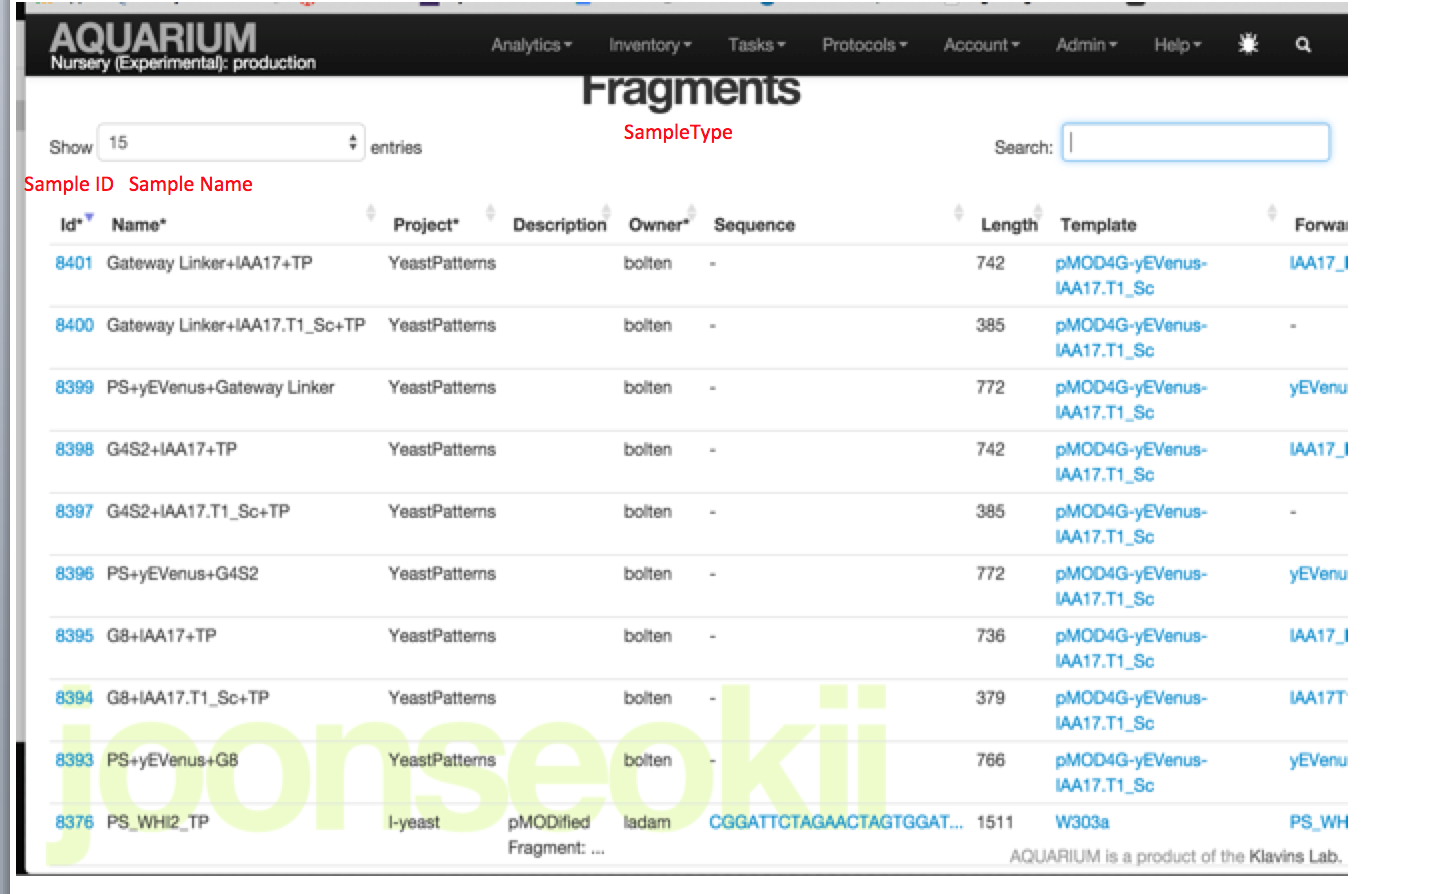 AQUARIUM
Nursery (Experimental): production
Analytics Inventory Tasks Protocols Account Admin Help
Fragments
SampleType
Show 15 entries Search:
Sample ID Sample Name
Id* Name* Project* Description Owner* Sequence Length Template Forwar
8401 Gateway Linker+IAA17+TP YeastPatterns bolten - 742 pMOD4G-yEVenus- IAA17_
IAA17.T1_Sc
8400 Gateway Linker+IAA17.T1_Sc+TP YeastPatterns bolten - 385 pMOD4G-yEVenus- -
IAA17.T1_Sc
8399 PS+yEVenus+Gateway Linker YeastPatterns bolten - 772 pMOD4G-yEVenus- yEVenu
IAA17.T1_Sc
8398 G4S2+IAA17+TP YeastPatterns bolten - 742 pMOD4G-yEVenus- IAA17_
IAA17.T1_Sc
8397 G4S2+IAA17.T1_Sc+TP YeastPatterns bolten - 385 pMOD4G-yEVenus- -
IAA17.T1_Sc
8396 PS+yEVenus+G4S2 YeastPatterns bolten - 772 pMOD4G-yEVenus- yEVenu
IAA17.T1_Sc
8395 G8+IAA17+TP YeastPatterns bolten - 736 pMOD4G-yEVenus- IAA17_
IAA17.T1_Sc
8394 G8+IAA17.T1_Sc+TP YeastPatterns bolten - 379 pMOD4G-yEVenus- IAA17T
IAA17.T1_Sc
8393 PS+yEVenus+G8 YeastPatterns bolten - 766 pMOD4G-yEVenus- yEVenu
IAA17.T1_Sc
joonseokii
8376 PS_WHI2_TP I-yeast pMODified ladam CGGATTCTAGAACTAGTGGAT... 1511 W303a PS_WH
Fragment: ...
AQUARIUM is a product of the Klavins Lab.